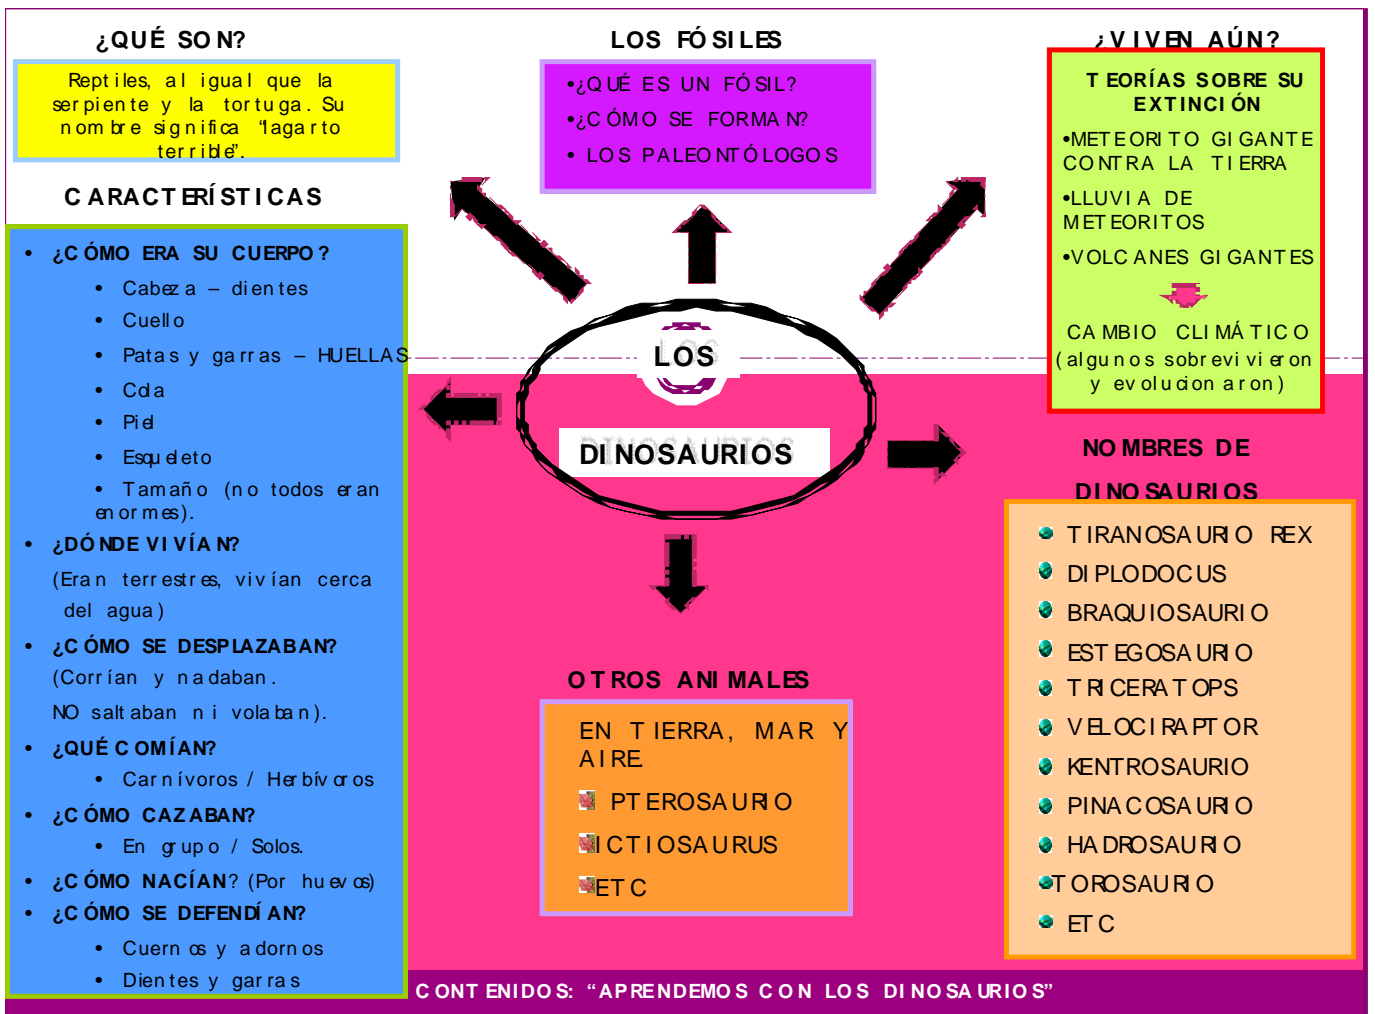 ¿QUÉ SON?
Reptiles, al igual que la
serpiente y la tortuga. Su
nombre significa “lagarto
terrible”.
CARACTERÍSTICAS
• ¿CÓMO ERA SU CUERPO?
• Cabeza – dientes
• Cuello
• Patas y garras – HUELLAS
• Cola
• Piel
• Esqueleto
• Tamaño (no todos eran
enormes).
• ¿DÓNDE VIVÍAN?
(Eran terrestres, vivían cerca
del agua)
• ¿CÓMO SE DESPLAZABAN?
(Corrían y nadaban.
NO saltaban ni volaban).
• ¿QUÉ COMÍAN?
• Carnívoros / Herbívoros
• ¿CÓMO CAZABAN?
• En grupo / Solos.
• ¿CÓMO NACÍAN? (Por huevos)
• ¿CÓMO SE DEFENDÍAN?
• Cuernos y adornos
• Dientes y garras
LOS FÓSILES
•¿QUÉ ES UN FÓSIL?
•¿CÓMO SE FORMAN?
• LOS PALEONTÓLOGOS
LOS
DINOSAURIOS
OTROS ANIMALES
EN TIERRA, MAR Y
AIRE.
PTEROSAURIO
ICTIOSAURUS
ETC
¿VIVEN AÚN?
TEORÍAS SOBRE SU
EXTINCIÓN
•METEORITO GIGANTE
CONTRA LA TIERRA
•LLUVIA DE
METEORITOS
•VOLCANES GIGANTES
CAMBIO CLIMÁTICO
(algunos sobrevivieron
y evolucionaron)
NOMBRES DE
DINOSAURIOS
TIRANOSAURIO REX
DIPLODOCUS
BRAQUIOSAURIO
ESTEGOSAURIO
TRICERATOPS
VELOCIRAPTOR
KENTROSAURIO
PINACOSAURIO
HADROSAURIO
TOROSAURIO
ETC
CONTENIDOS: “APRENDEMOS CON LOS DINOSAURIOS”